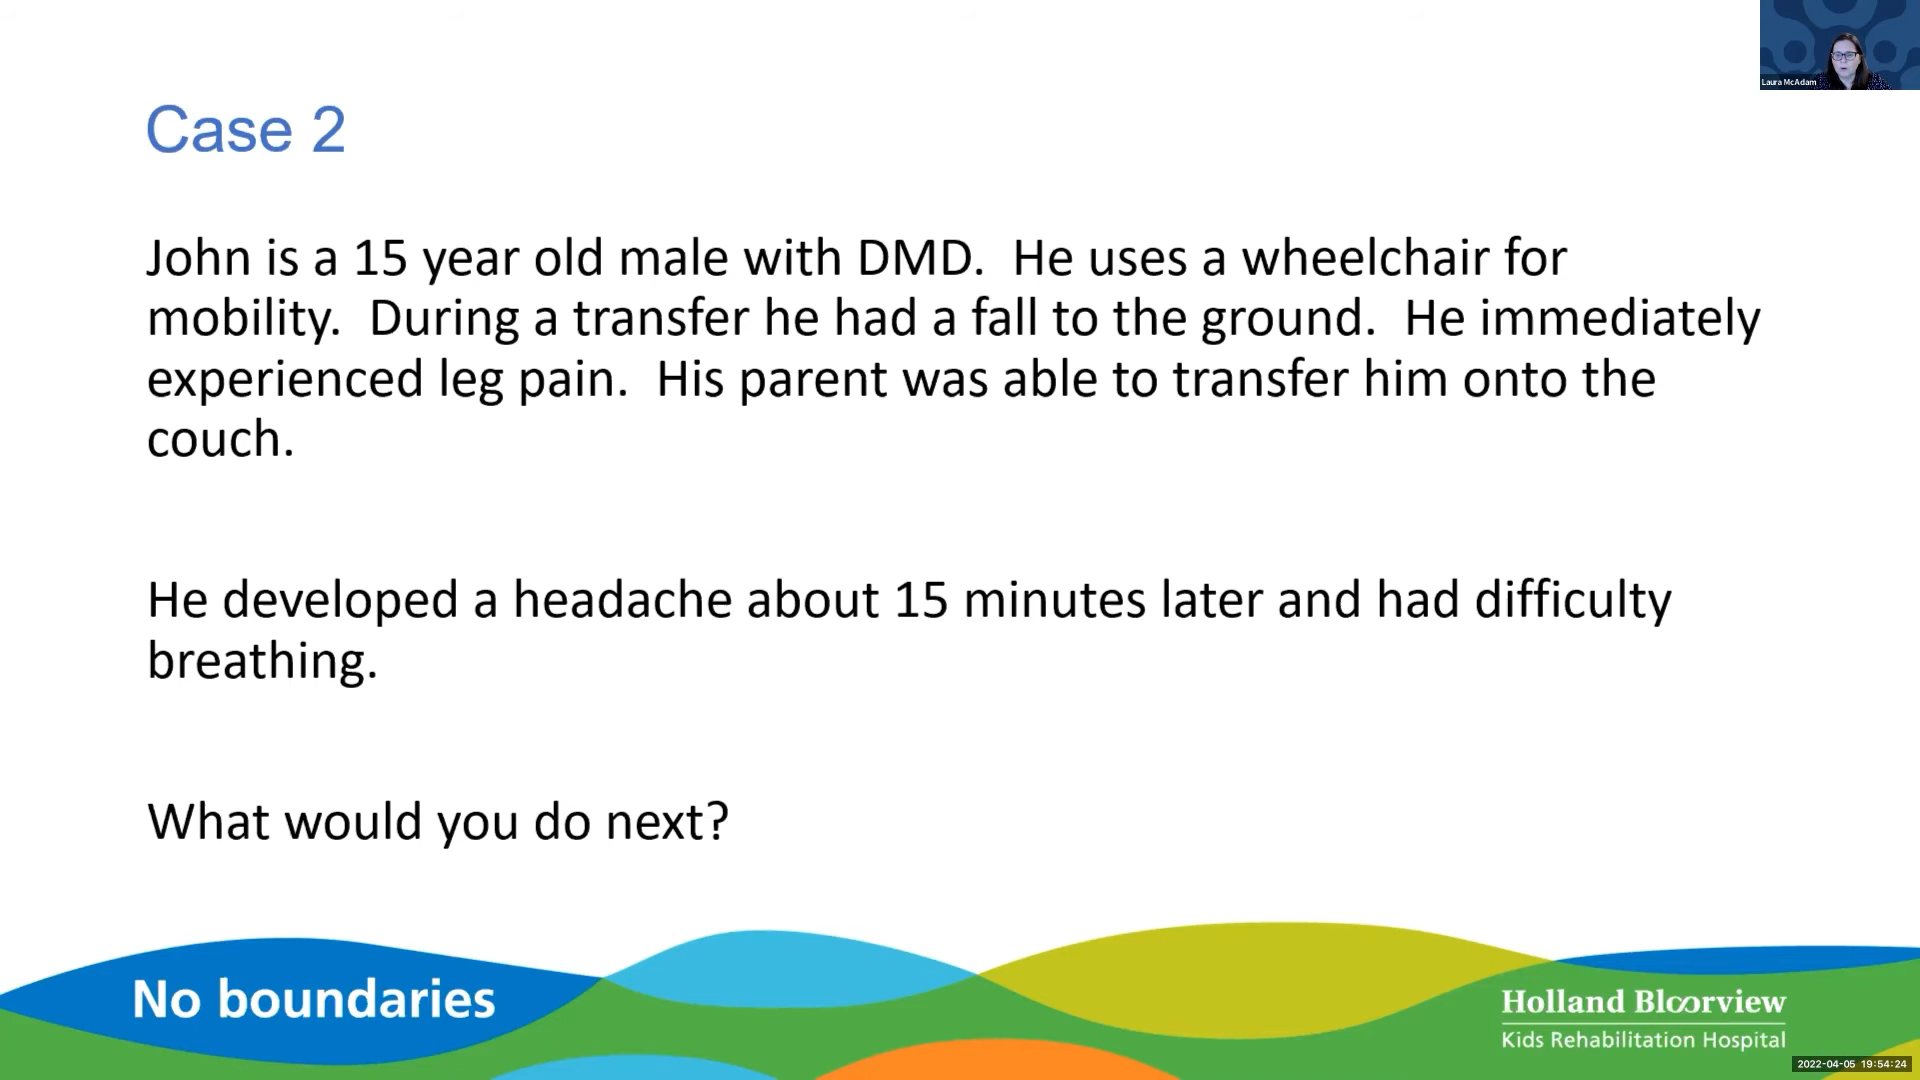 Laura McAdam
Case 2
John is a 15 year old male with DMD.  He uses a wheelchair for
mobility.  During a transfer he had a fall to the ground.  He immediately
experienced leg pain.  His parent was able to transfer him onto the
couch.
He developed a headache about 15 minutes later and had difficulty
breathing.
What would you do next?
No boundaries
Holland Bloorview
Kids Rehabilitation Hospital
2022-04-05 19:54:24